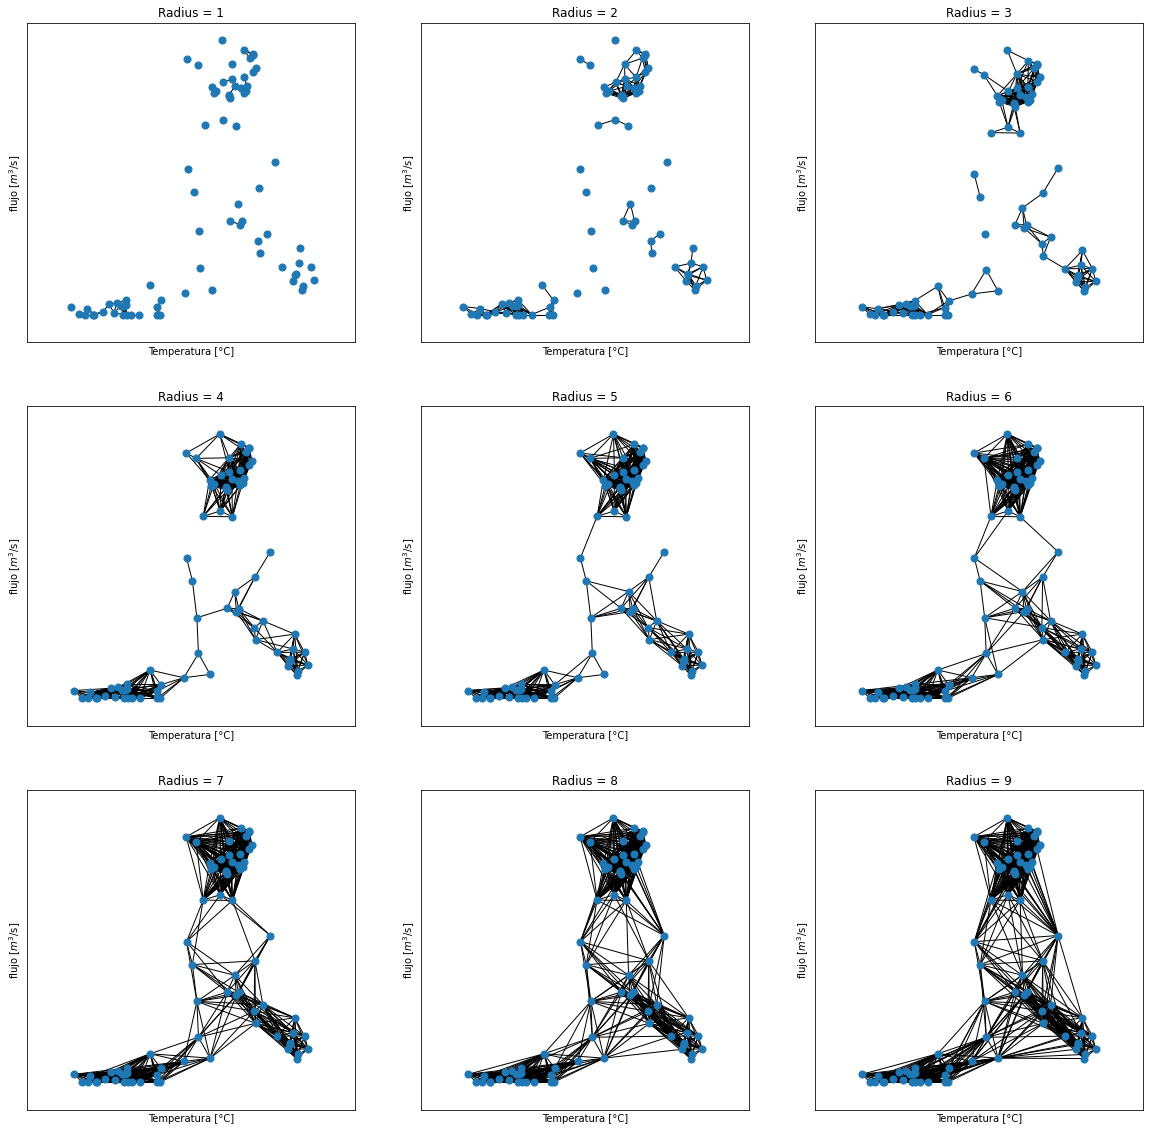 Radius = 1
Radius = 2
Radius = 3
flujo [m³/s]
flujo [m³/s]
flujo [m³/s]
Temperatura [°C]
Temperatura [°C]
Temperatura [°C]
Radius = 4
Radius = 5
Radius = 6
flujo [m³/s]
flujo [m³/s]
flujo [m³/s]
Temperatura [°C]
Temperatura [°C]
Temperatura [°C]
Radius = 7
Radius = 8
Radius = 9
flujo [m³/s]
flujo [m³/s]
flujo [m³/s]
Temperatura [°C]
Temperatura [°C]
Temperatura [°C]